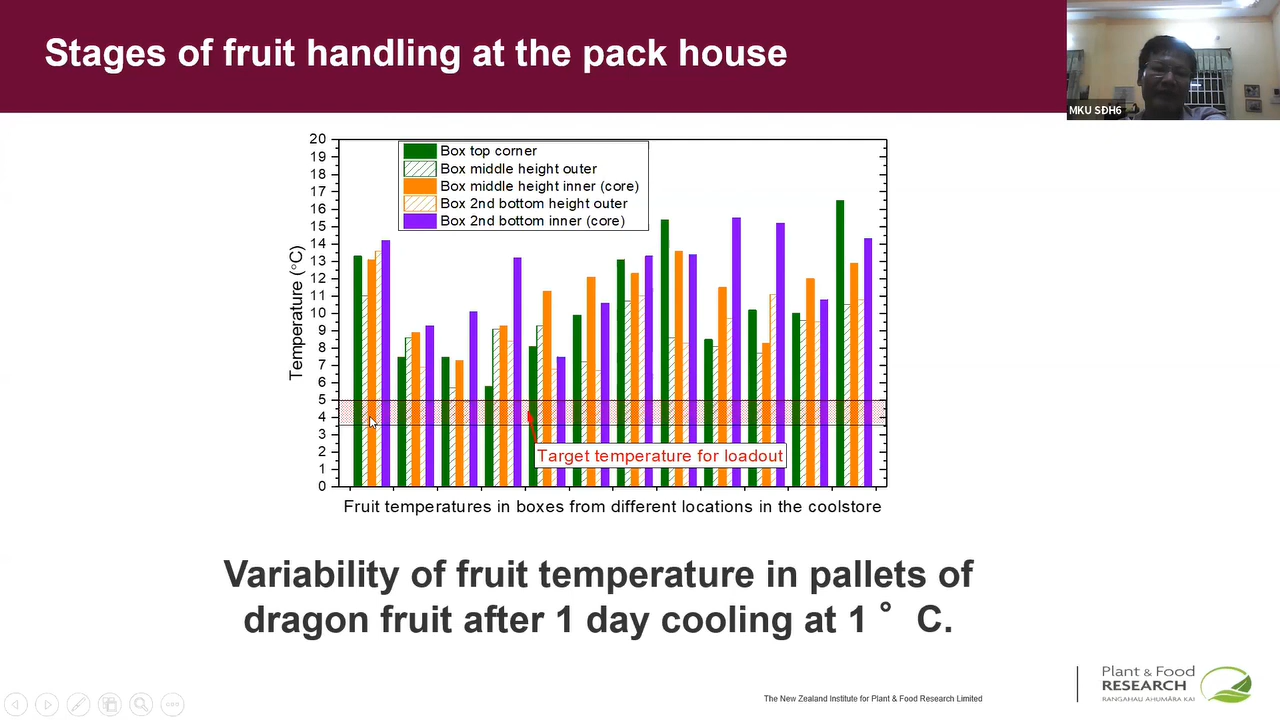 Stages of fruit handling at the pack house
MKU SĐH6
20
19
18
17
16
15
14
13
12
11
10
9
8
7
6
5
4
3
2
1
0
Temperature (°C)
Box top corner
Box middle height outer
Box middle height inner (core)
Box 2nd bottom height outer
Box 2nd bottom inner (core)
Target temperature for loadout
Fruit temperatures in boxes from different locations in the coolstore
Variability of fruit temperature in pallets of
dragon fruit after 1 day cooling at 1 ° C.
The New Zealand Institute for Plant & Food Research Limited
Plant & Food
RESEARCH
RANGAHAU AHUMĀRA KAI